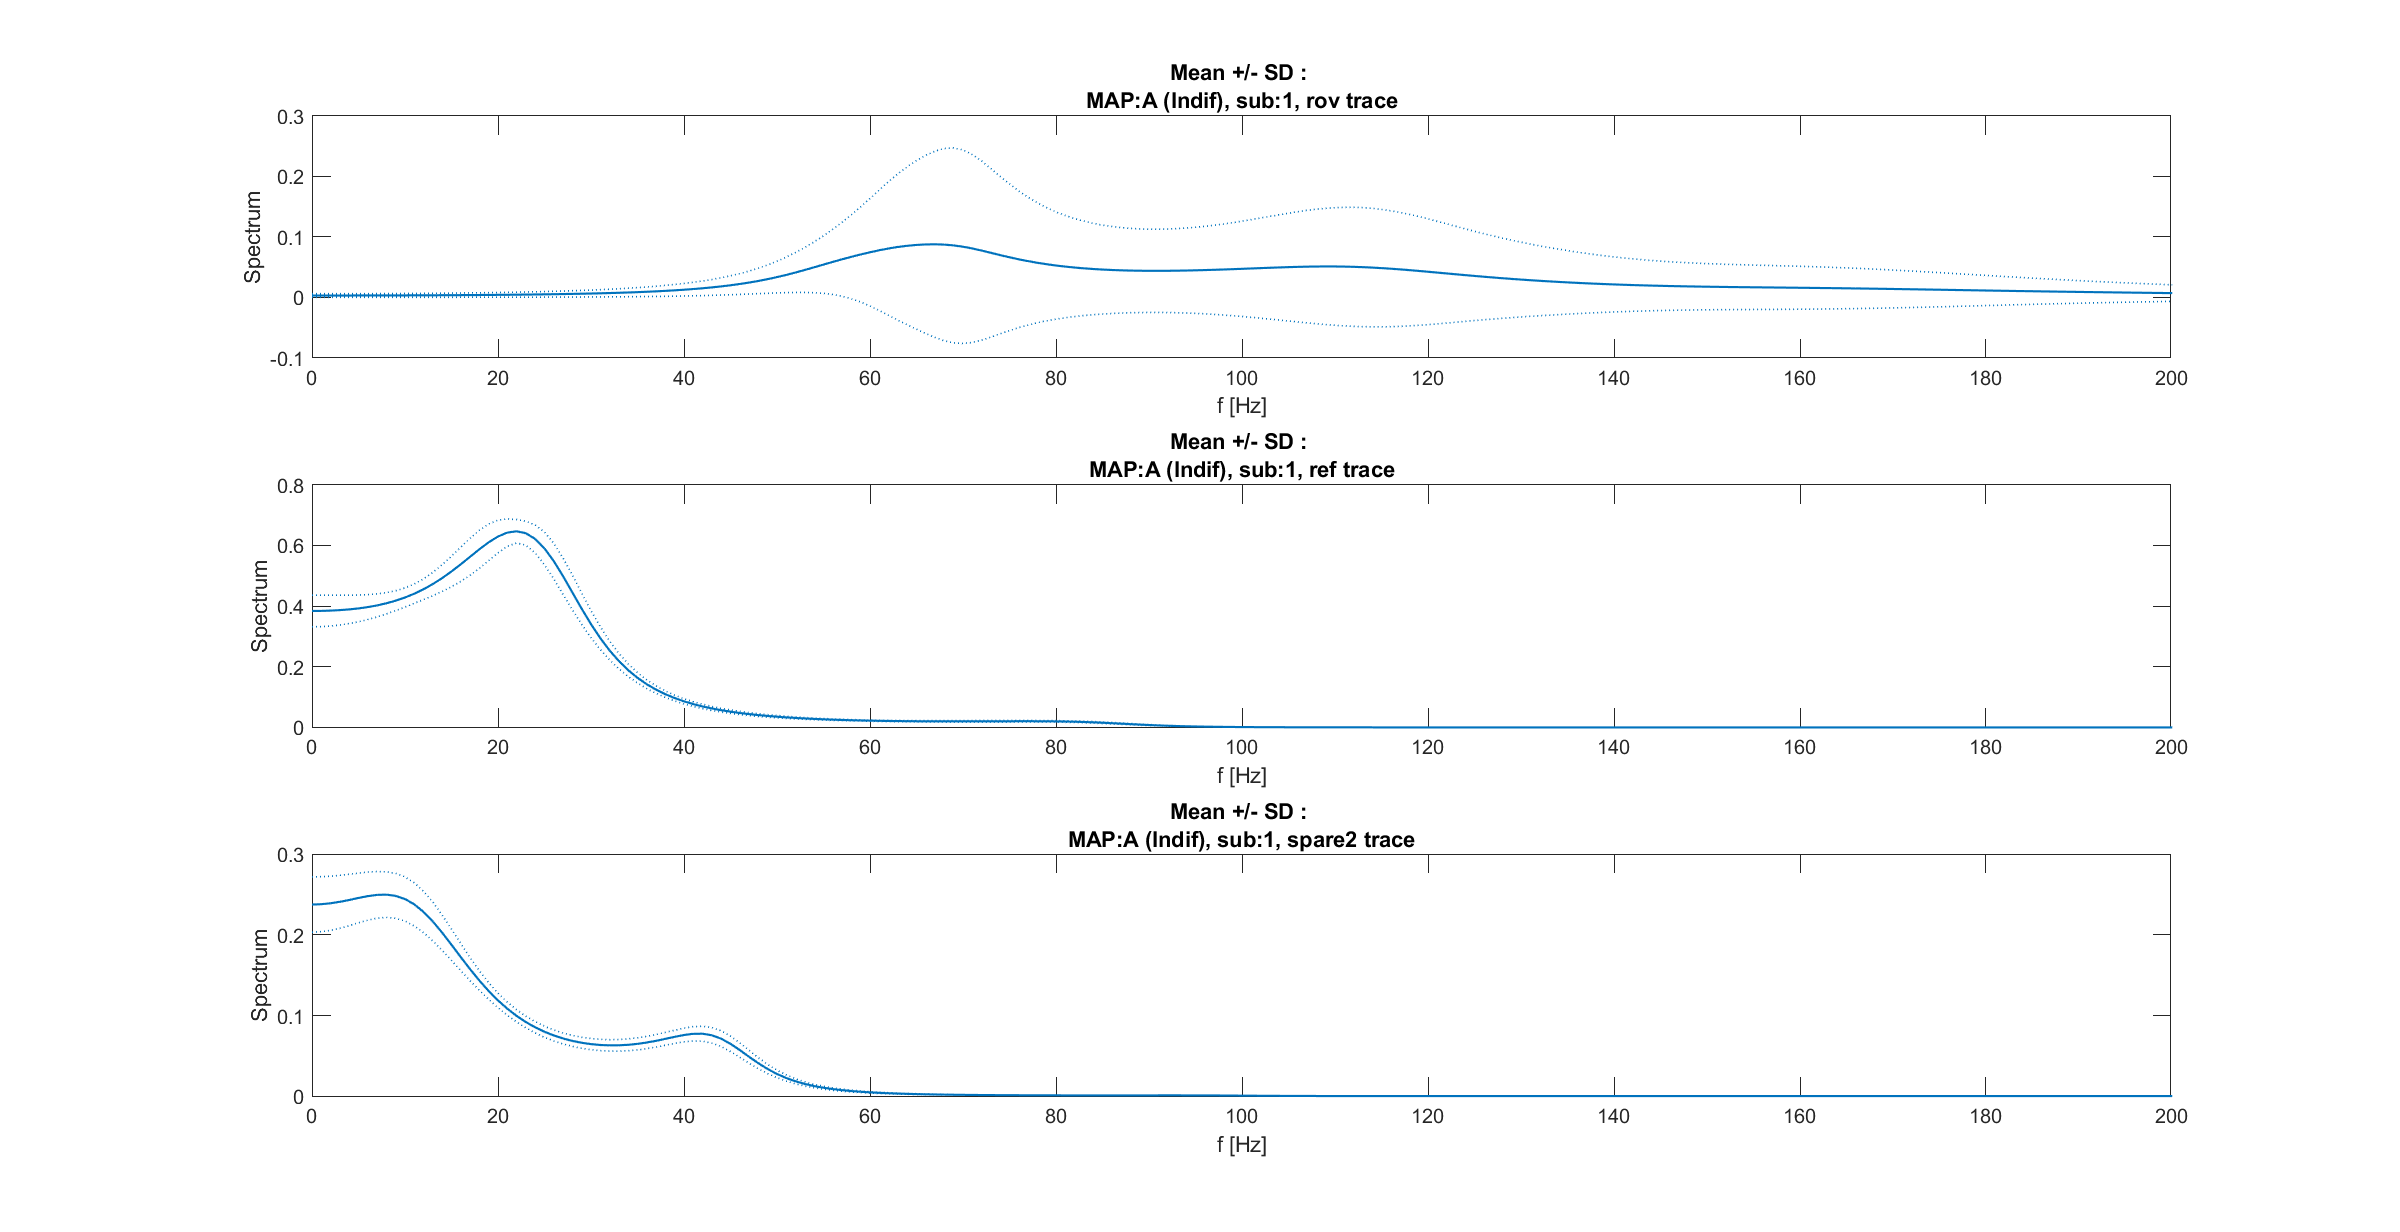 Mean +/- SD :
MAP:A (Indif), sub:1, rov trace
0.3
0.2
0.1
0
-0.1
Spectrum
0 20 40 60 80 100 120 140 160 180 200
f [Hz]
Mean +/- SD :
MAP:A (Indif), sub:1, ref trace
0.8
0.6
0.4
0.2
0
Spectrum
0 20 40 60 80 100 120 140 160 180 200
f [Hz]
Mean +/- SD :
MAP:A (Indif), sub:1, spare2 trace
0.3
0.2
0.1
0
Spectrum
0 20 40 60 80 100 120 140 160 180 200
f [Hz]